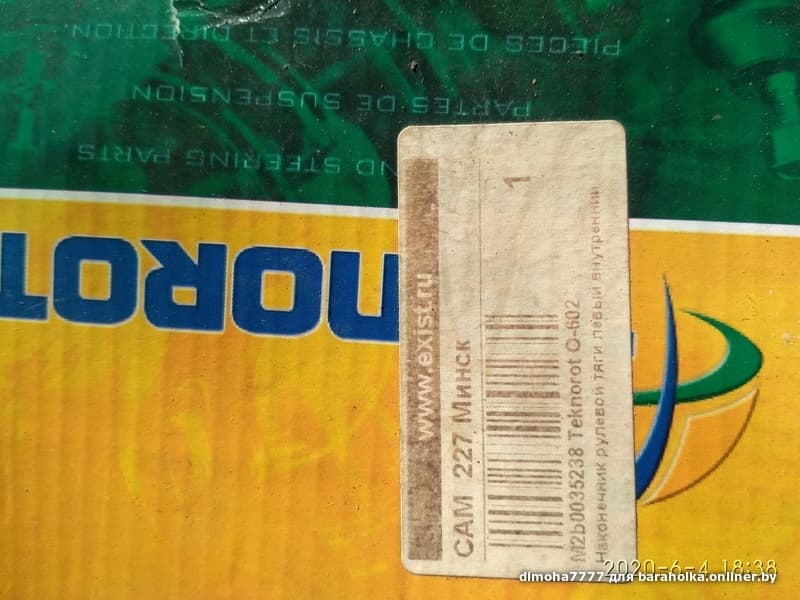 PIECES DE CHASSIS ET DIRECTION
PARTES DE SUSPENSION
ND STEERING PARTS
NOROT
www.exist.ru
САМ 227 Минск
1
M2b0035238 Teknorot O-602
Наконечник рулевой тяги левый внутренний
2020-6-4 18:38
dimoha7777 для baraholka.onliner.by